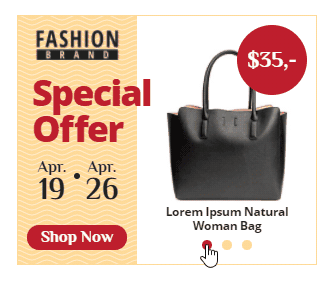 FASHION
BRAND
Special
Offer
Apr. Apr.
19 • 26
Shop Now
$35,-
Lorem Ipsum Natural
Woman Bag